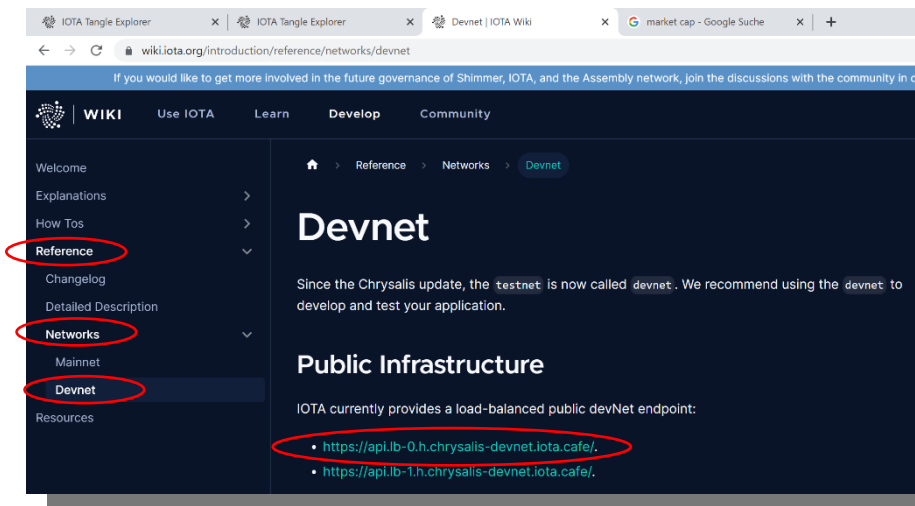 IOTA Tangle Explorer
IOTA Tangle Explorer
Devnet | IOTA Wiki
market cap - Google Suche
wiki.iota.org/introduction/reference/networks/devnet
If you would like to get more involved in the future governance of Shimmer, IOTA, and the Assembly network, join the discussions with the community in
WIKI
Use IOTA
Learn
Develop
Community
Welcome
Explanations
How Tos
Reference
Changelog
Detailed Description
Networks
Mainnet
Devnet
Resources
Reference
Networks
Devnet
Devnet
Since the Chrysalis update, the testnet is now called devnet. We recommend using the devnet to
develop and test your application.
Public Infrastructure
IOTA currently provides a load-balanced public devNet endpoint:
• https://api.lb-0.h.chrysalis-devnet.iota.cafe/.
• https://api.lb-1.h.chrysalis-devnet.iota.cafe/.